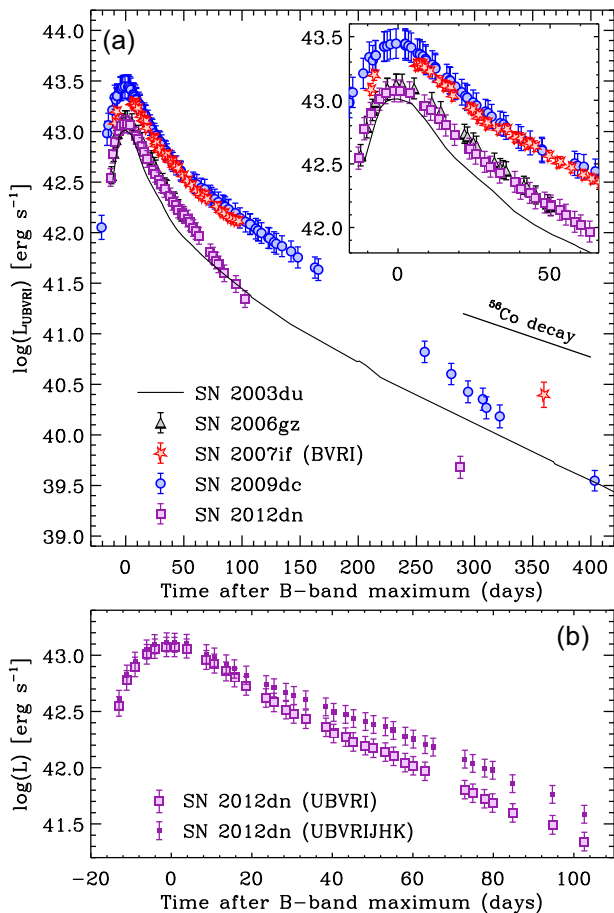 (a)
log(L_UBVRI) [erg s⁻¹]
44.0
43.5
43.0
42.5
42.0
41.5
41.0
40.5
40.0
39.5
39.0
43.5
43.0
42.5
42.0
0
50
⁵⁶Co decay
SN 2003du
SN 2006gz
SN 2007if (BVRI)
SN 2009dc
SN 2012dn
0 50 100 150 200 250 300 350 400
Time after B−band maximum (days)
(b)
log(L) [erg s⁻¹]
43.0
42.5
42.0
41.5
SN 2012dn (UBVRI)
SN 2012dn (UBVRIJHK)
−20 0 20 40 60 80 100
Time after B−band maximum (days)